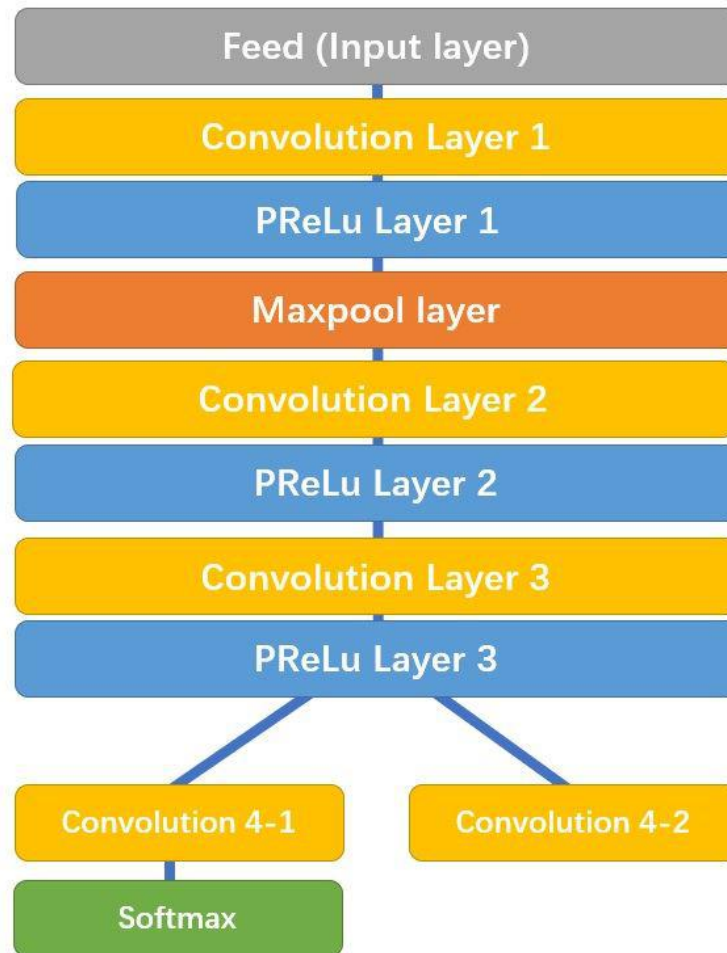 Feed (Input layer)
Convolution Layer 1
PReLu Layer 1
Maxpool layer
Convolution Layer 2
PReLu Layer 2
Convolution Layer 3
PReLu Layer 3
Convolution 4-1
Convolution 4-2
Softmax